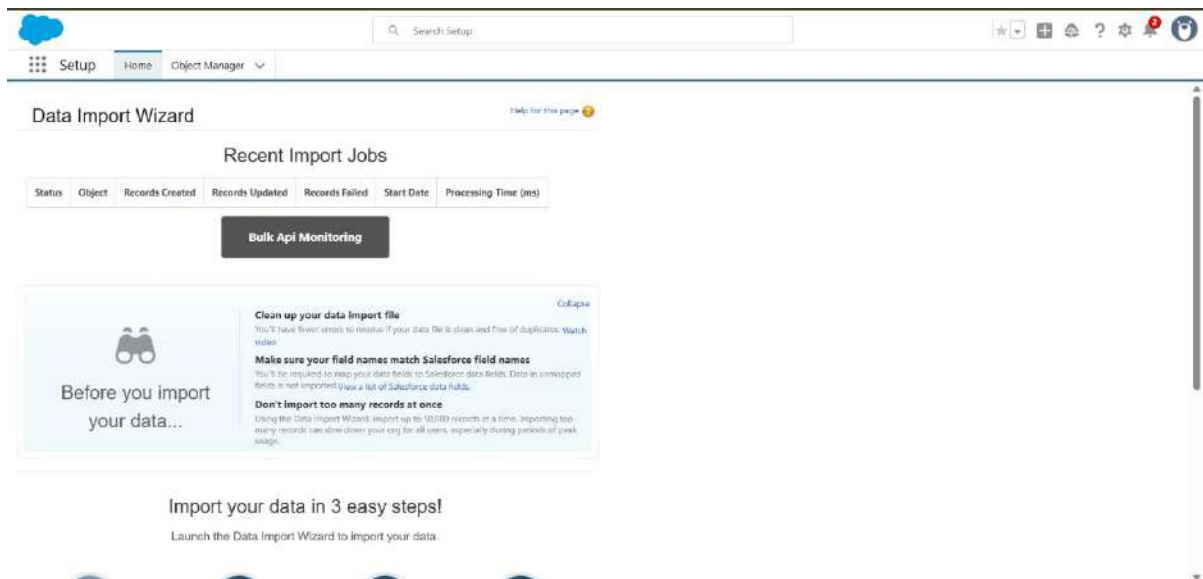 Search Setup
2
Setup
Home
Object Manager
Data Import Wizard
Help for this page ?
Recent Import Jobs
Status Object Records Created Records Updated Records Failed Start Date Processing Time (ms)
Bulk Api Monitoring
Collapse
Before you import
your data...
Clean up your data import file
You'll have fewer errors to resolve if your data file is clean and free of duplicates. Watch
video
Make sure your field names match Salesforce field names
You'll be required to map your data fields to Salesforce data fields. Data in unmapped
fields is not imported View a list of Salesforce data fields.
Don't import too many records at once
Using the Data Import Wizard, import up to 50,000 records at a time. Importing too
many records can slow down your org for all users, especially during periods of peak
usage.
Import your data in 3 easy steps!
Launch the Data Import Wizard to import your data.